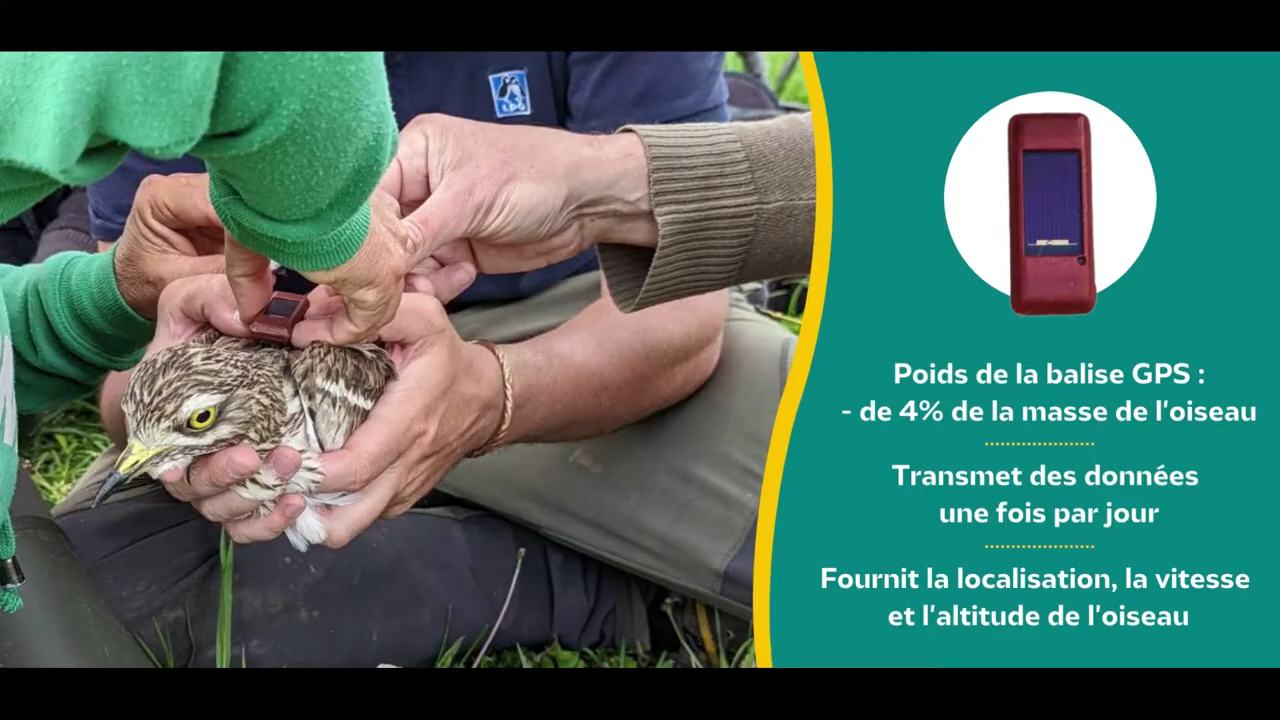 LPO
Poids de la balise GPS :
- de 4% de la masse de l'oiseau
Transmet des données
une fois par jour
Fournit la localisation, la vitesse
et l'altitude de l'oiseau